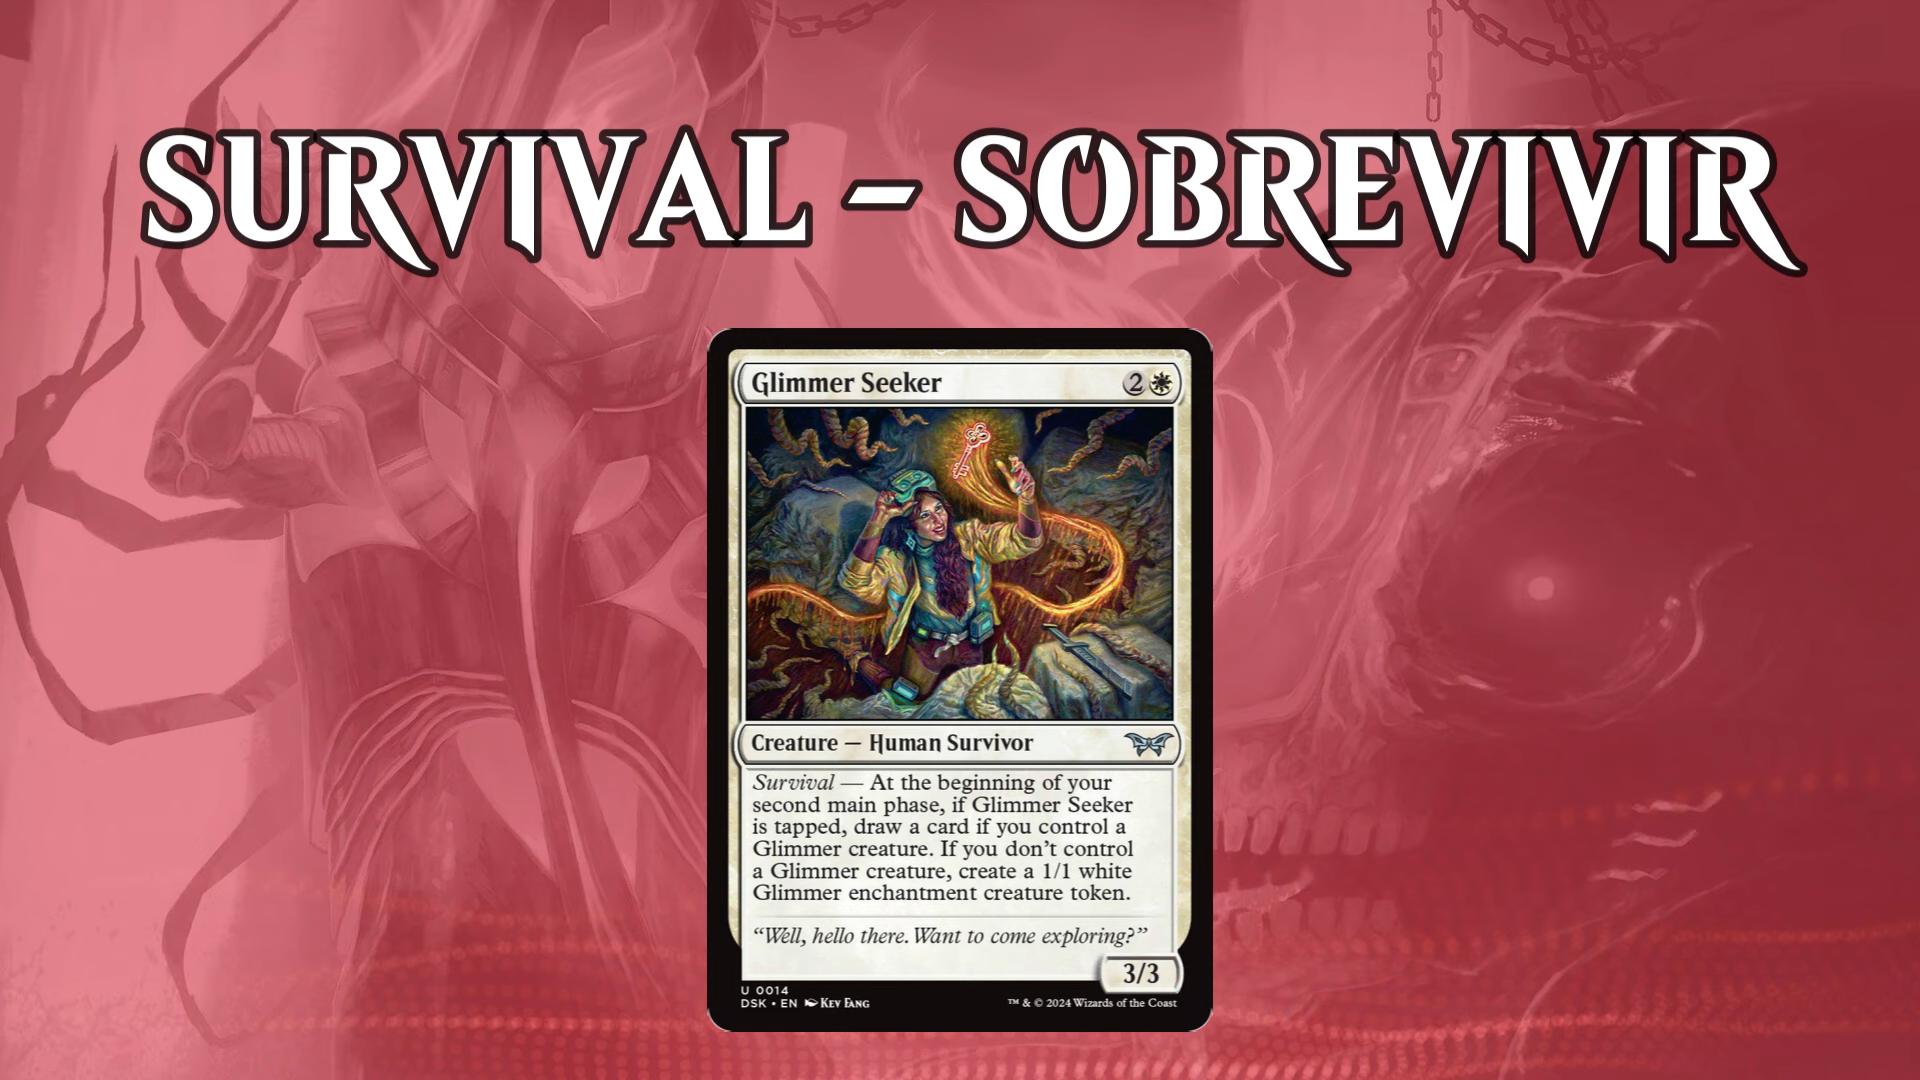 SURVIVAL – SOBREVIVIR
Glimmer Seeker 2
Creature — Human Survivor
Survival — At the beginning of your
second main phase, if Glimmer Seeker
is tapped, draw a card if you control a
Glimmer creature. If you don’t control
a Glimmer creature, create a 1/1 white
Glimmer enchantment creature token.
“Well, hello there. Want to come exploring?”
3/3
U 0014
DSK • EN Kev Fang
™ & © 2024 Wizards of the Coast